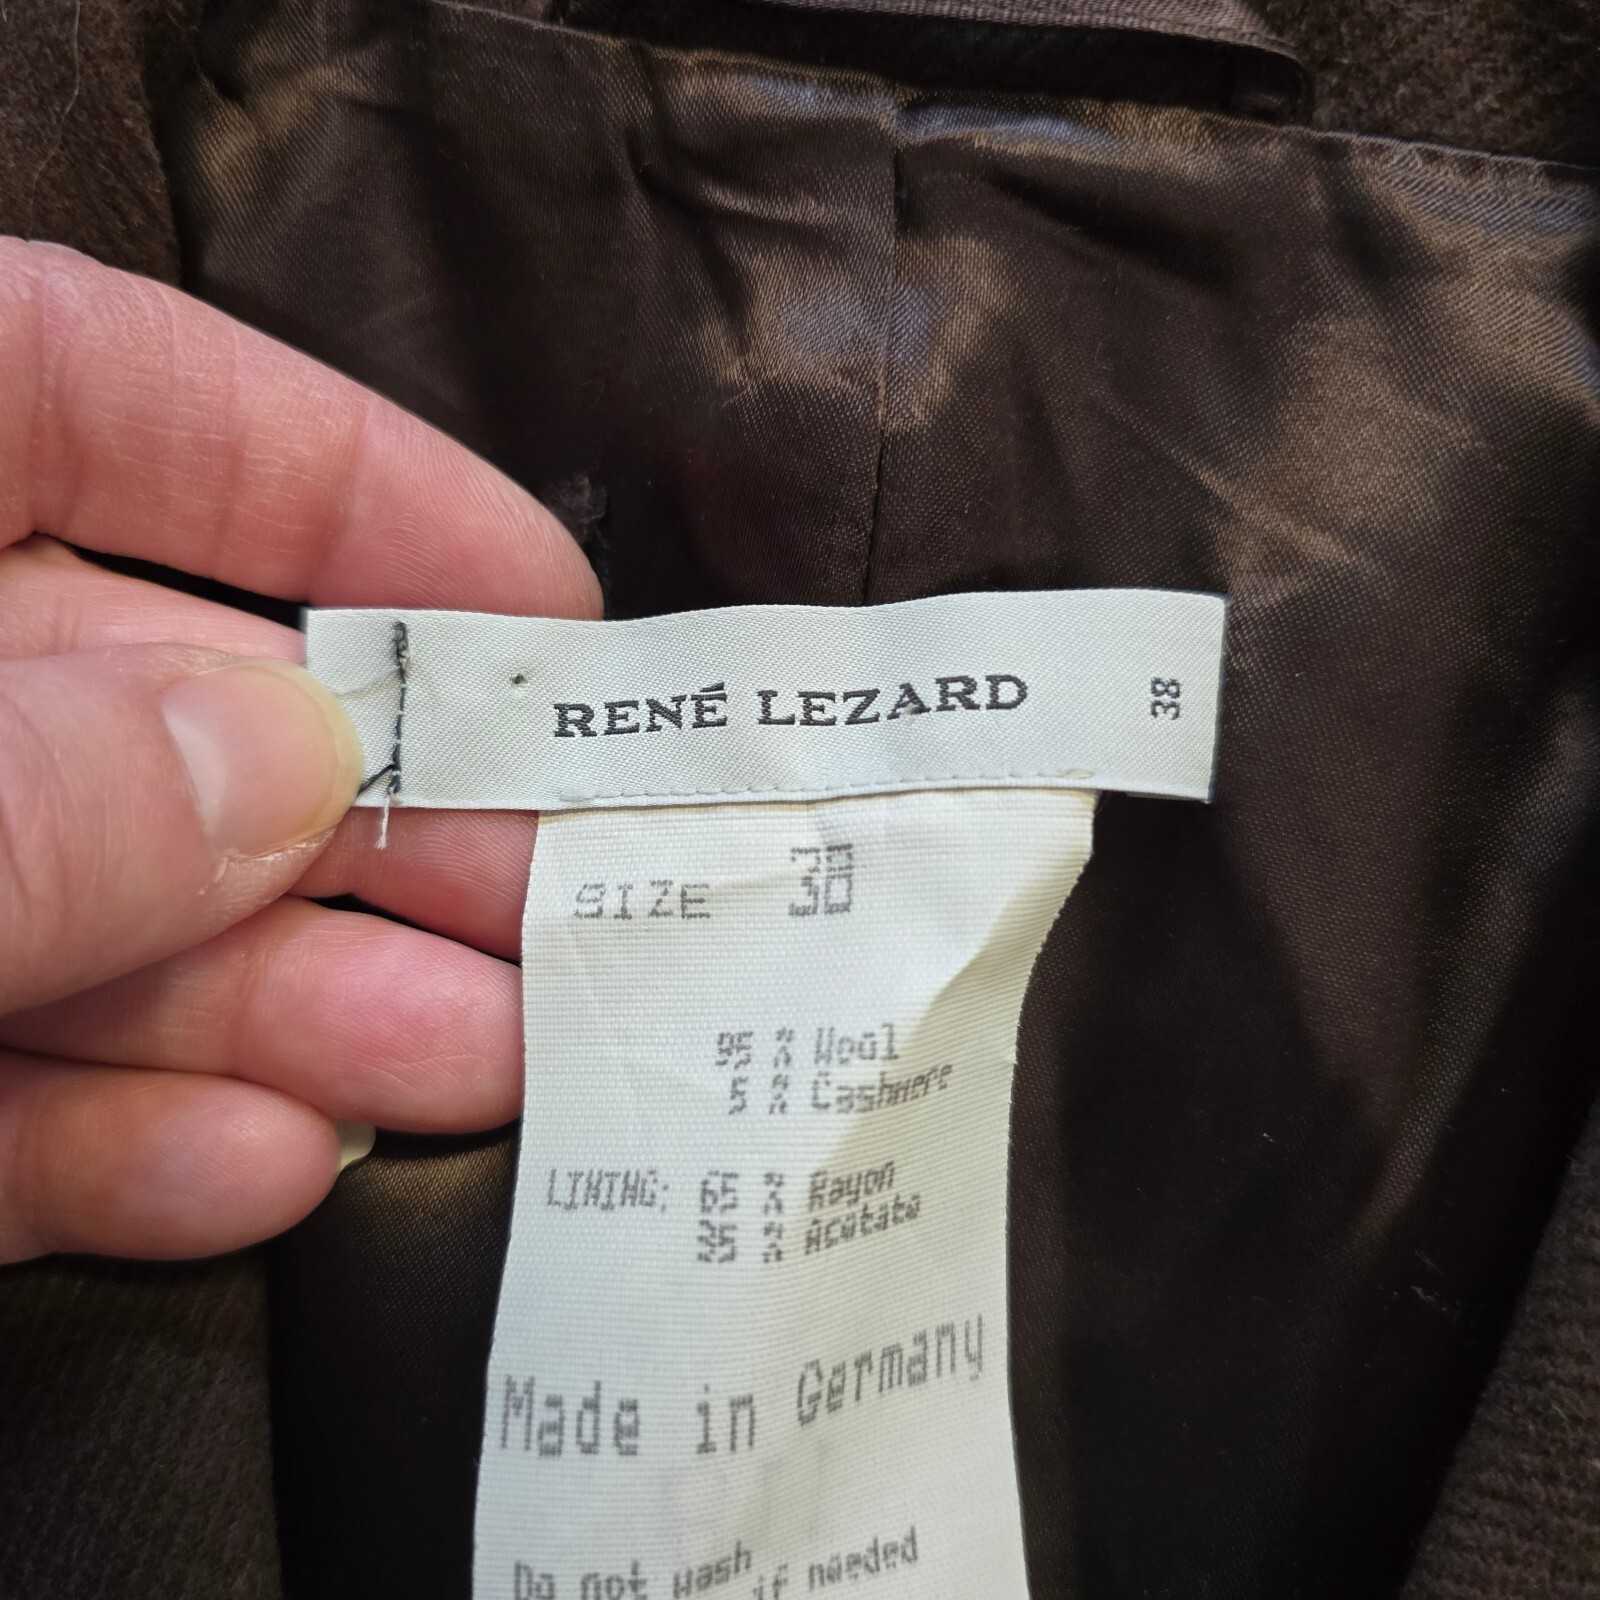 RENÉ LEZARD 38
SIZE 38
95 % Wool
5 % Cashmere
LINING: 65 % Rayon
35 % Acetate
Made in Germany
Do not wash
if needed